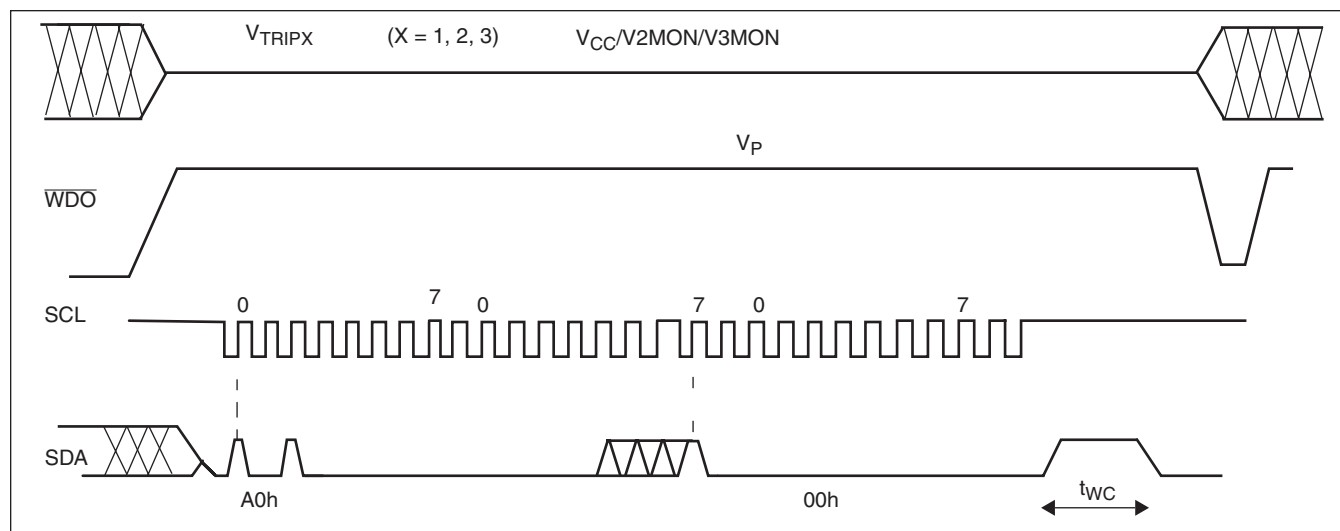 V_TRIPX (X = 1, 2, 3) V_CC/V2MON/V3MON
V_P
WDO
SCL 0 7 0 7 0 7
SDA
A0h 00h t_WC